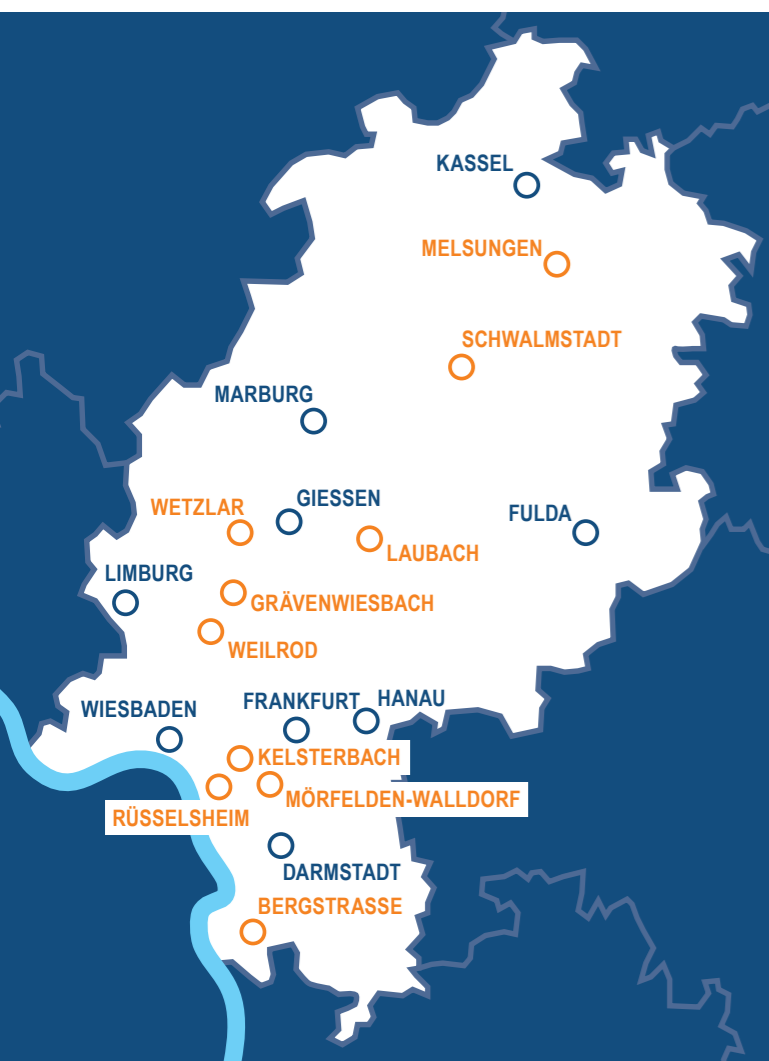 KASSEL
MELSUNGEN
SCHWALMSTADT
MARBURG
WETZLAR
GIESSEN
FULDA
LAUBACH
LIMBURG
GRÄVENWIESBACH
WEILROD
WIESBADEN
FRANKFURT
HANAU
KELSTERBACH
MÖRFELDEN-WALLDORF
RÜSSELSHEIM
DARMSTADT
BERGSTRASSE